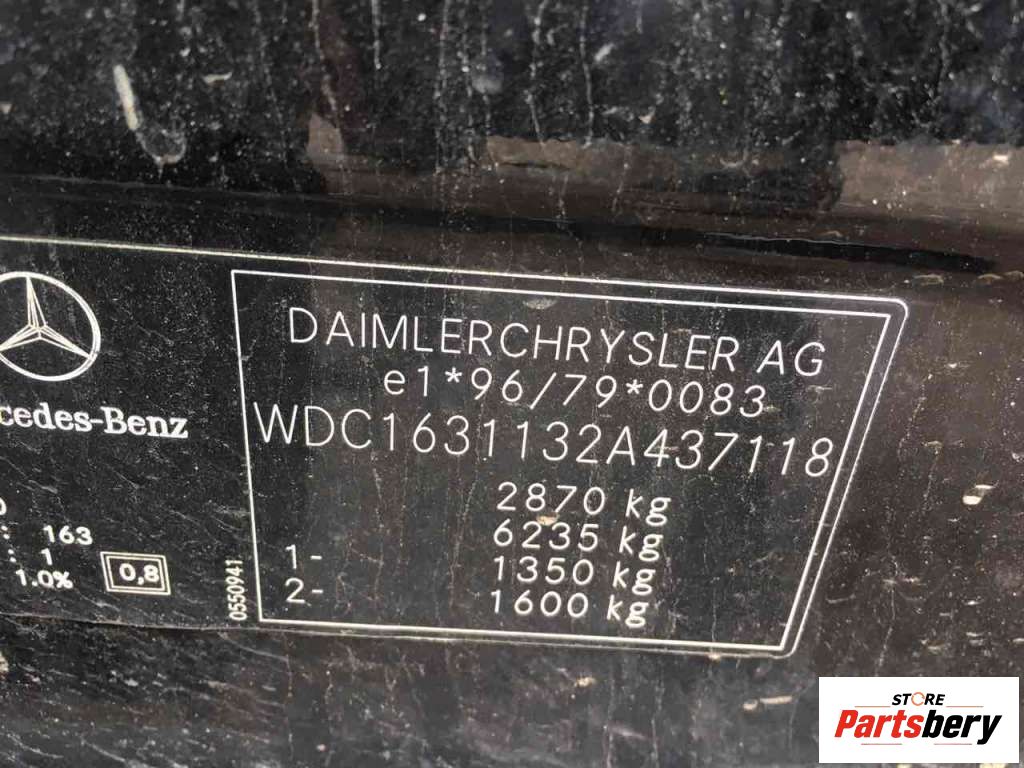 DAIMLERCHRYSLER AG
e1*96/79*0083
WDC1631132A437118
2870 kg
6235 kg
1- 1350 kg
2- 1600 kg
cedes-Benz
: 163
: 1
1.0%
0,8
0550941
STORE
Partsbery